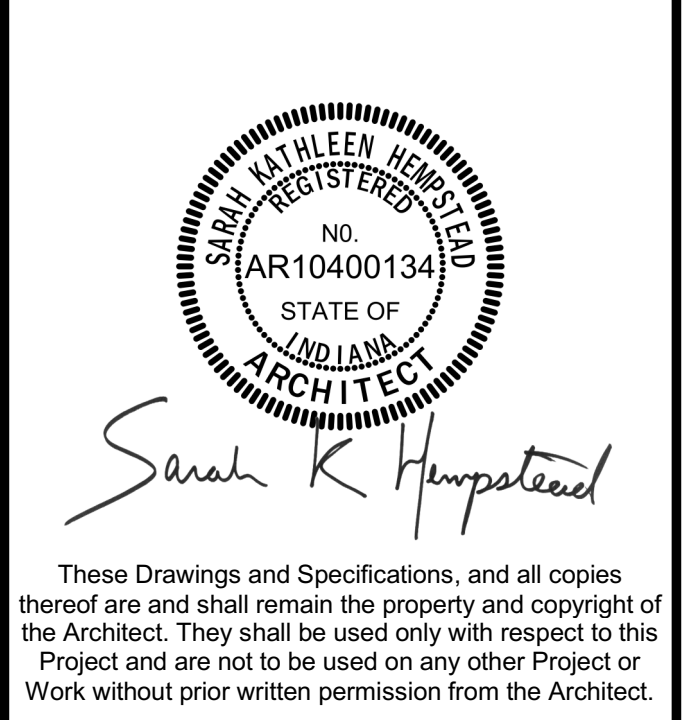 SARAH KATHLEEN HEMPSTEAD
REGISTERED
N0.
AR10400134
STATE OF
INDIANA
ARCHITECT
Sarah K Hempstead
These Drawings and Specifications, and all copies
thereof are and shall remain the property and copyright of
the Architect. They shall be used only with respect to this
Project and are not to be used on any other Project or
Work without prior written permission from the Architect.